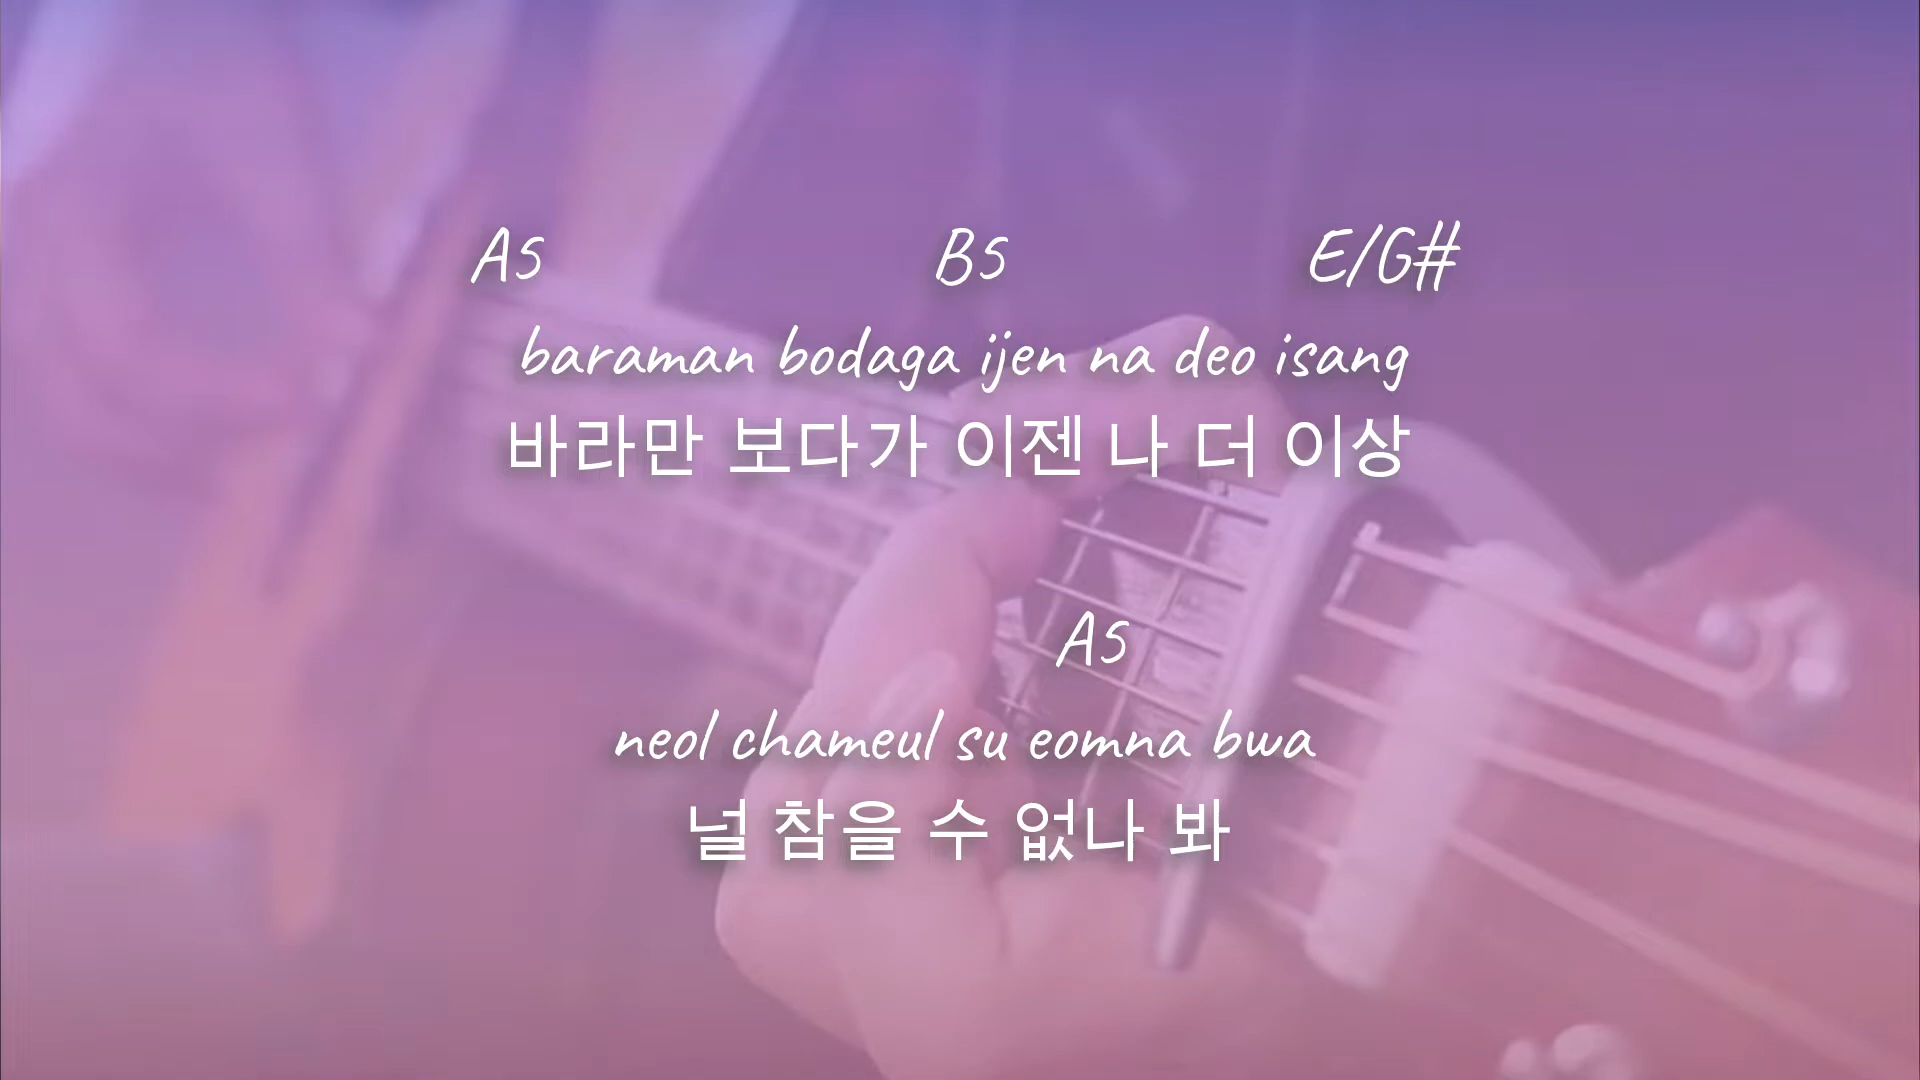 A5 B5 E/G#
baraman bodaga ijen na deo isang
바라만 보다가 이젠 나 더 이상
A5
neol chameul su eomna bwa
널 참을 수 없나 봐